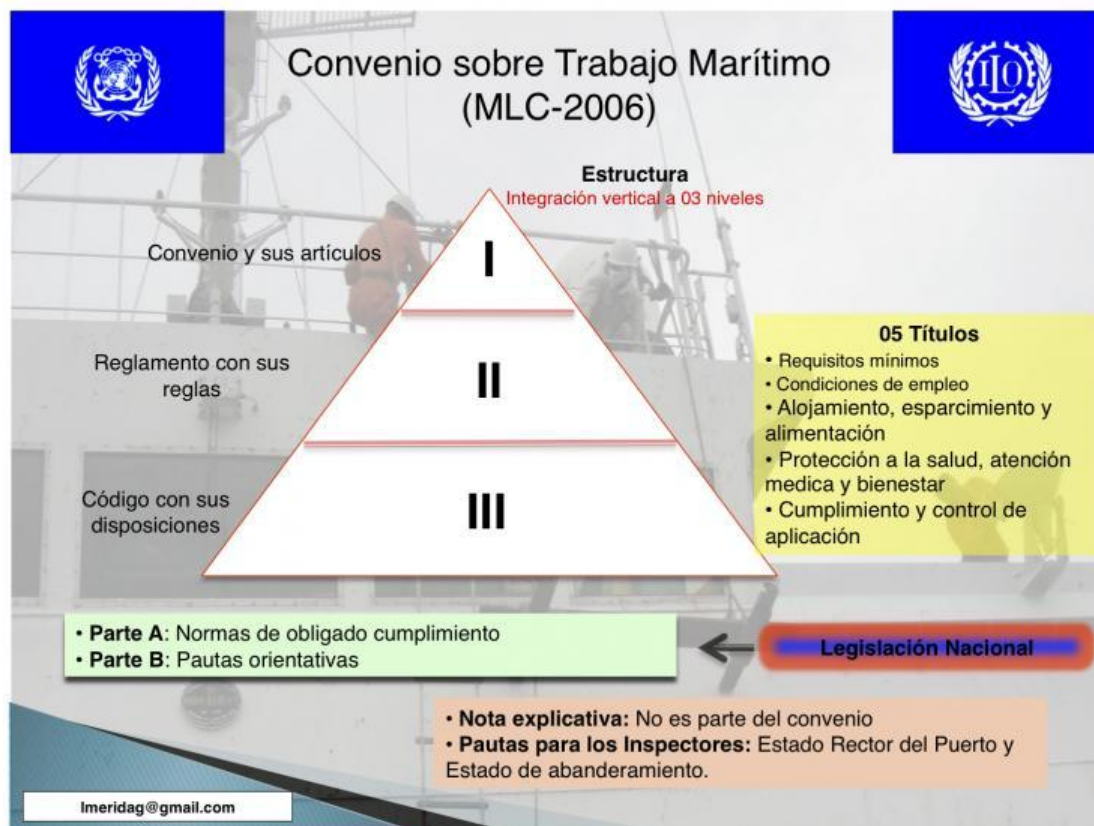 Convenio sobre Trabajo Marítimo
(MLC-2006)
ILO
Estructura
Integración vertical a 03 niveles
Convenio y sus artículos
I
Reglamento con sus
reglas
II
Código con sus
disposiciones
III
05 Títulos
• Requisitos mínimos
• Condiciones de empleo
• Alojamiento, esparcimiento y
alimentación
• Protección a la salud, atención
medica y bienestar
• Cumplimiento y control de
aplicación
• Parte A: Normas de obligado cumplimiento
• Parte B: Pautas orientativas
Legislación Nacional
• Nota explicativa: No es parte del convenio
• Pautas para los Inspectores: Estado Rector del Puerto y
Estado de abanderamiento.
lmeridag@gmail.com